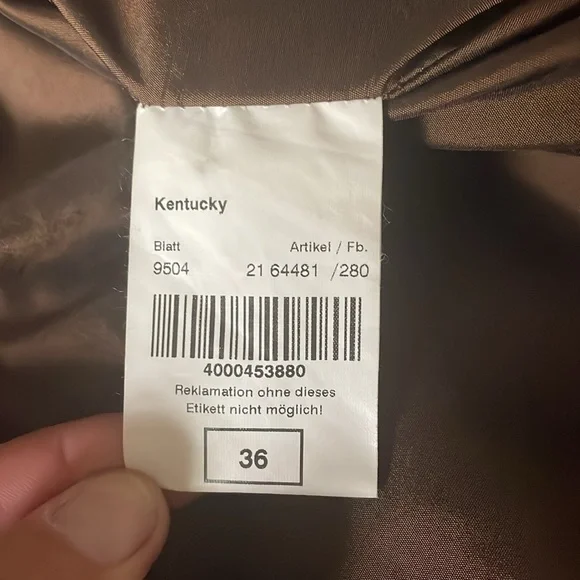 Kentucky
Blatt Artikel / Fb.
9504 21 64481 /280
4000453880
Reklamation ohne dieses
Etikett nicht möglich!
36